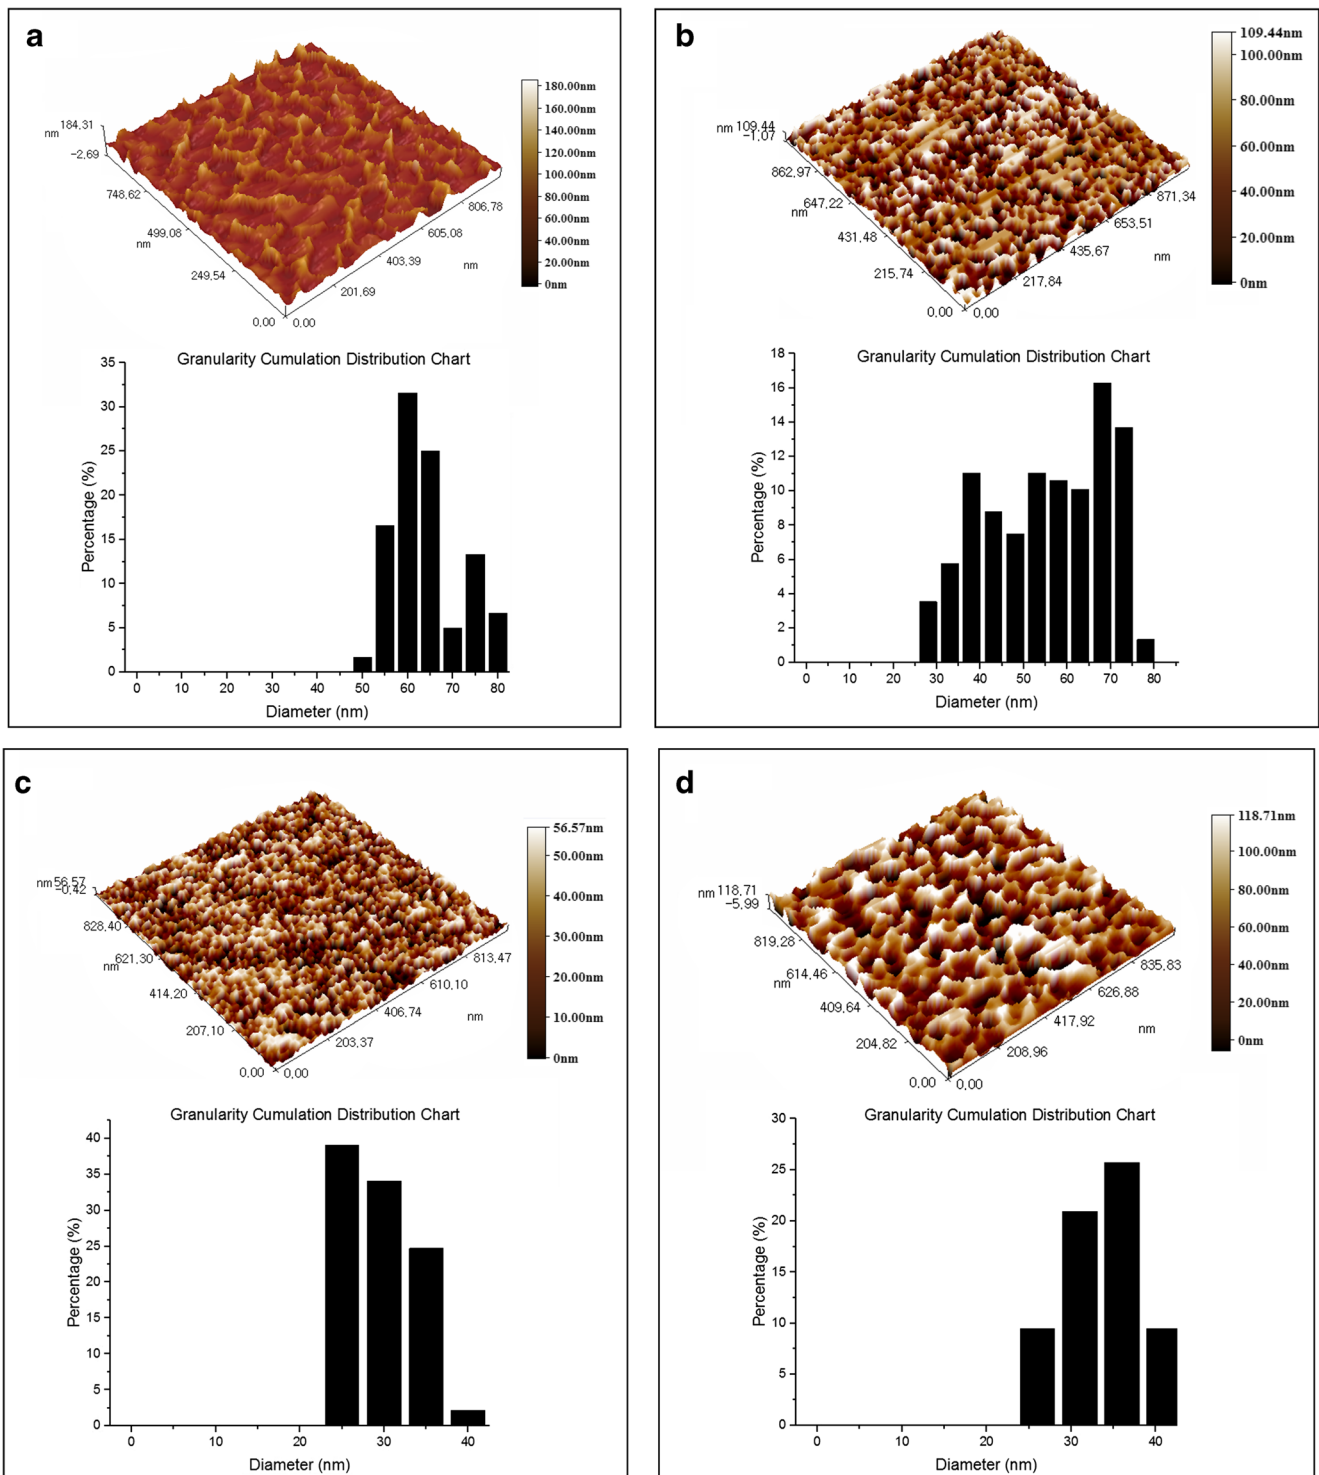 a
nm 184.31
-2.69
748.62
499.08
nm
249.54
0.00 0.00
201.69
403.39
605.08
806.78
nm
180.00nm
160.00nm
140.00nm
120.00nm
100.00nm
80.00nm
60.00nm
40.00nm
20.00nm
0nm
Granularity Cumulation Distribution Chart
Percentage (%)
35
30
25
20
15
10
5
0
0 10 20 30 40 50 60 70 80
Diameter (nm)
b
nm 109.44
-1.07
862.97
647.22
nm
431.48
215.74
0.00 0.00
217.84
435.67
653.51
871.34
nm
109.44nm
100.00nm
80.00nm
60.00nm
40.00nm
20.00nm
0nm
Granularity Cumulation Distribution Chart
Percentage (%)
18
16
14
12
10
8
6
4
2
0
0 10 20 30 40 50 60 70 80
Diameter (nm)
c
nm 56.57
-0.42
828.40
621.30
nm
414.20
207.10
0.00 0.00
203.37
406.74
610.10
813.47
nm
56.57nm
50.00nm
40.00nm
30.00nm
20.00nm
10.00nm
0nm
Granularity Cumulation Distribution Chart
Percentage (%)
40
35
30
25
20
15
10
5
0
0 10 20 30 40
Diameter (nm)
d
nm 118.71
-5.99
819.28
614.46
nm
409.64
204.82
0.00 0.00
208.96
417.92
626.88
835.83
nm
118.71nm
100.00nm
80.00nm
60.00nm
40.00nm
20.00nm
0nm
Granularity Cumulation Distribution Chart
Percentage (%)
30
25
20
15
10
5
0
0 10 20 30 40
Diameter (nm)